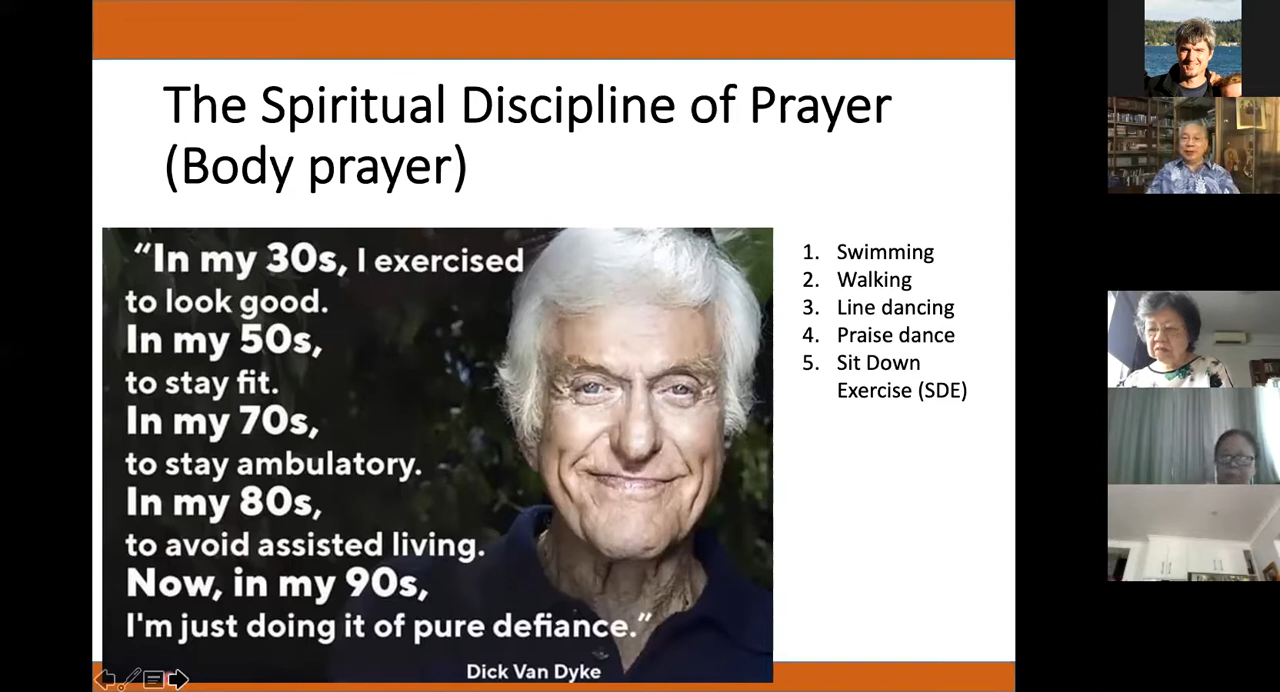 The Spiritual Discipline of Prayer
(Body prayer)
“In my 30s, I exercised
to look good.
In my 50s,
to stay fit.
In my 70s,
to stay ambulatory.
In my 80s,
to avoid assisted living.
Now, in my 90s,
I'm just doing it of pure defiance.”
Dick Van Dyke
1. Swimming
2. Walking
3. Line dancing
4. Praise dance
5. Sit Down
Exercise (SDE)